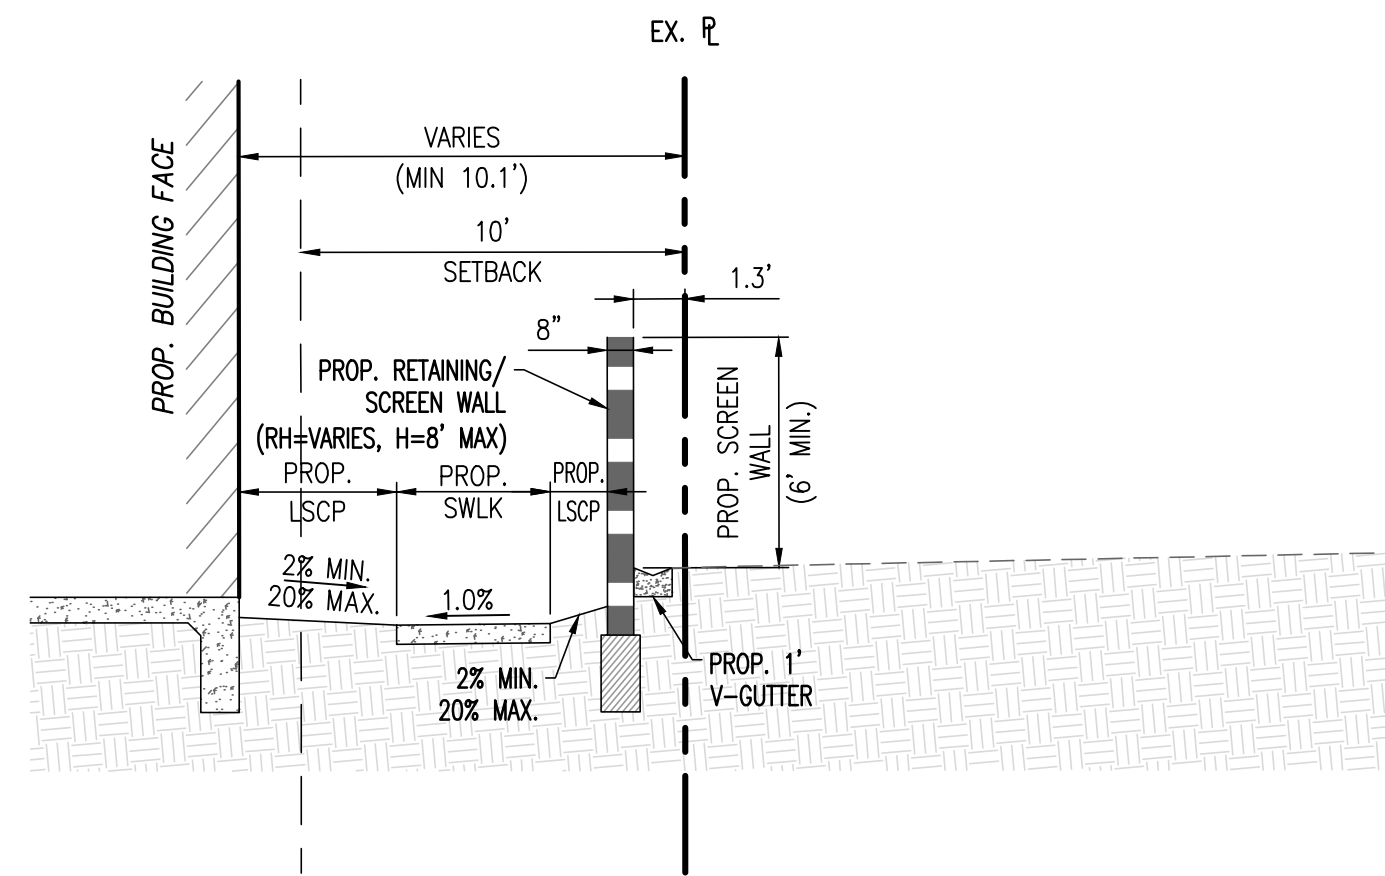 EX. PL
VARIES
(MIN 10.1')
10'
SETBACK
1.3'
8"
PROP. BUILDING FACE
PROP. RETAINING/
SCREEN WALL
(RH=VARIES, H=8' MAX)
PROP. SCREEN
WALL
(6' MIN.)
PROP.
LSCP
PROP.
SWLK
PROP.
LSCP
2% MIN.
20% MAX.
1.0%
2% MIN.
20% MAX.
PROP. 1'
V-GUTTER